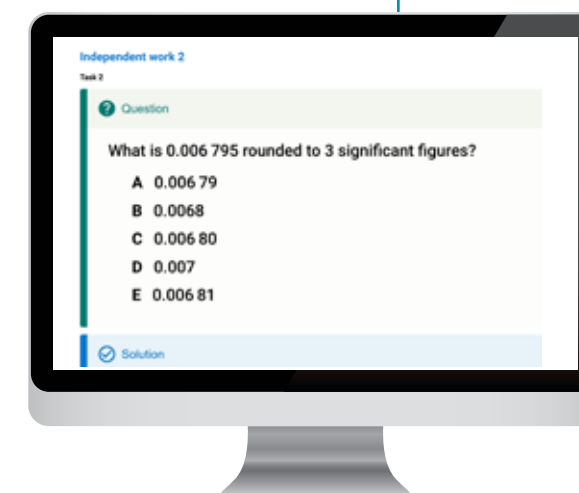 Independent work 2
Task 2
? Question
What is 0.006 795 rounded to 3 significant figures?
A 0.006 79
B 0.0068
C 0.006 80
D 0.007
E 0.006 81
Solution